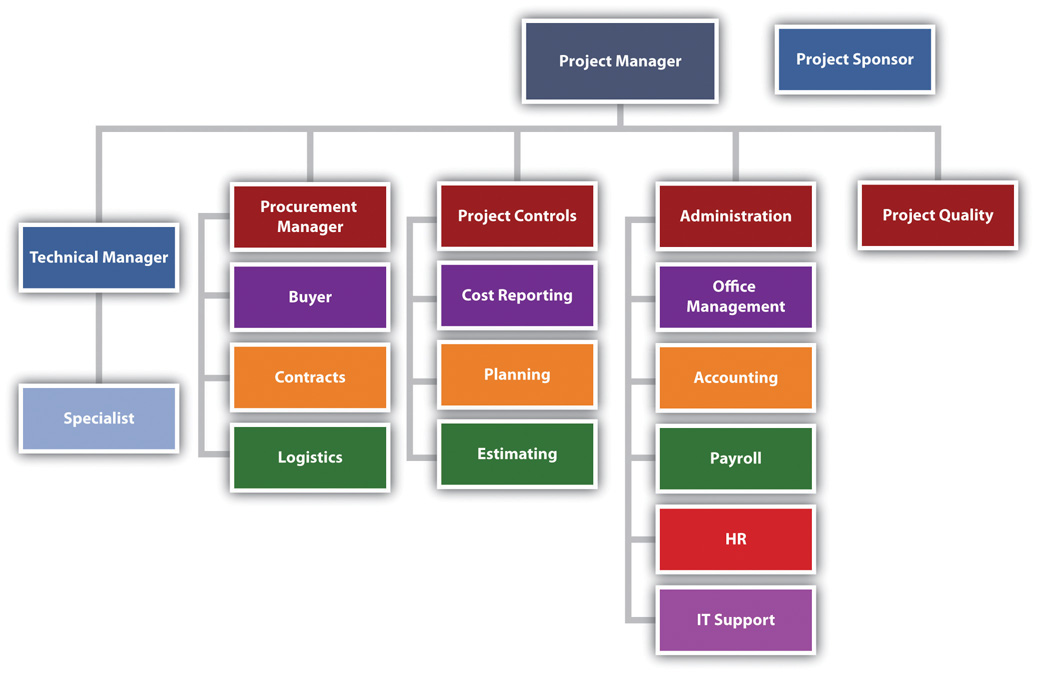 Project Manager
Project Sponsor
Technical Manager
Specialist
Procurement
Manager
Buyer
Contracts
Logistics
Project Controls
Cost Reporting
Planning
Estimating
Administration
Office
Management
Accounting
Payroll
HR
IT Support
Project Quality